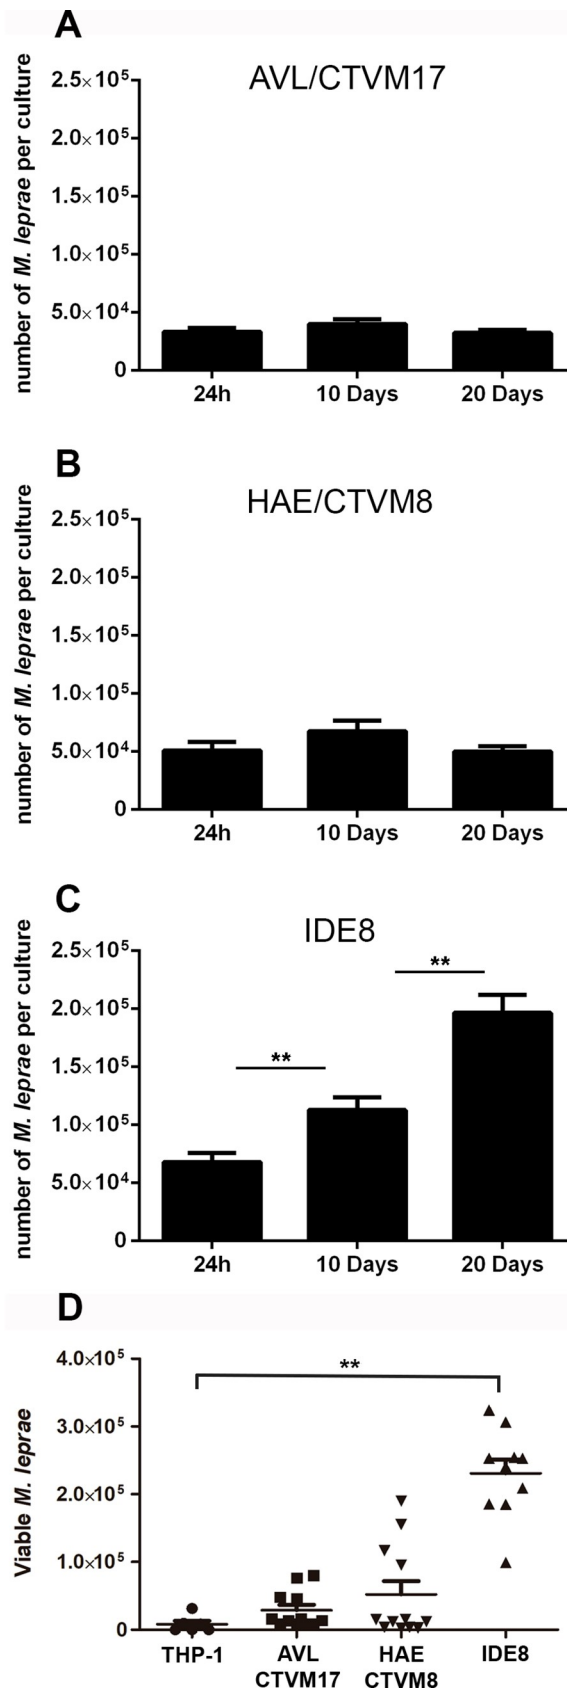 A
AVL/CTVM17
number of M. leprae per culture
2.5× 10⁵
2.0× 10⁵
1.5× 10⁵
1.0× 10⁵
5.0× 10⁴
0
24h 10 Days 20 Days
B
HAE/CTVM8
number of M. leprae per culture
2.5× 10⁵
2.0× 10⁵
1.5× 10⁵
1.0× 10⁵
5.0× 10⁴
0
24h 10 Days 20 Days
C
IDE8
number of M. leprae per culture
2.5× 10⁵
2.0× 10⁵
1.5× 10⁵
1.0× 10⁵
5.0× 10⁴
0
**
**
24h 10 Days 20 Days
D
Viable M. leprae
4.0×10⁵
3.0×10⁵
2.0×10⁵
1.0×10⁵
0
**
THP-1 AVL HAE IDE8
CTVM17 CTVM8